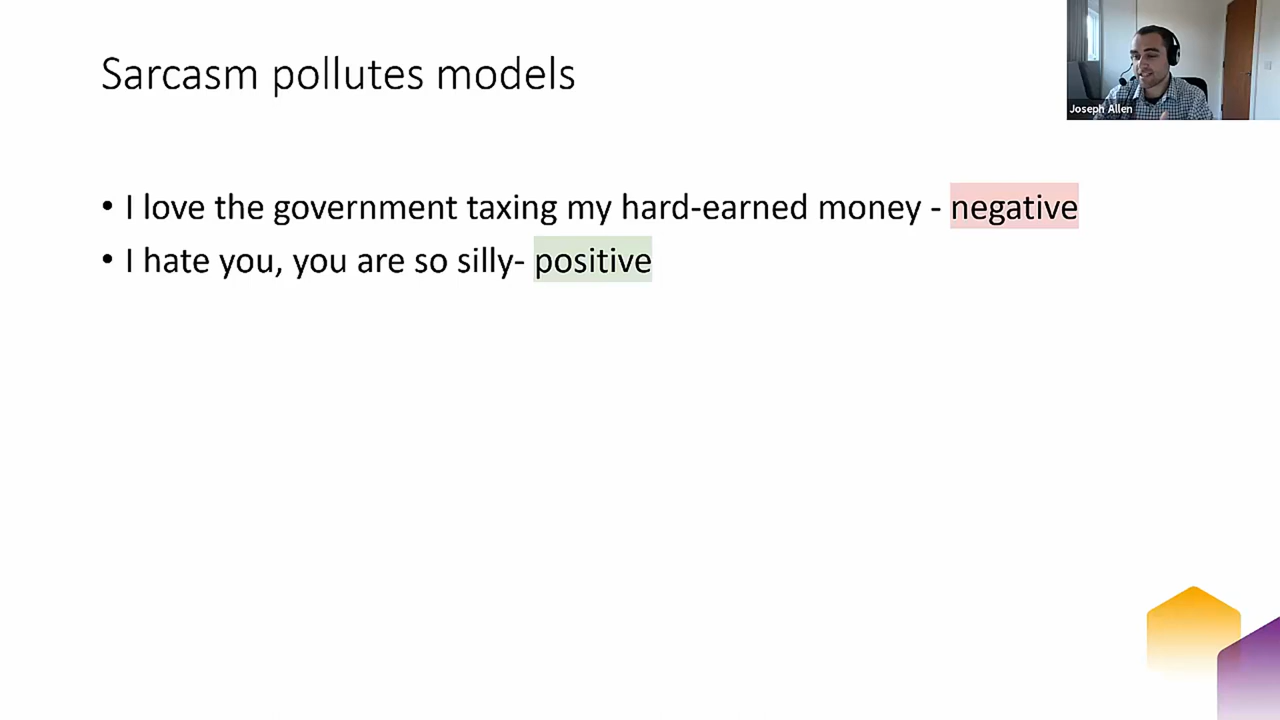 Sarcasm pollutes models
Joseph Allen
• I love the government taxing my hard-earned money - negative
• I hate you, you are so silly- positive